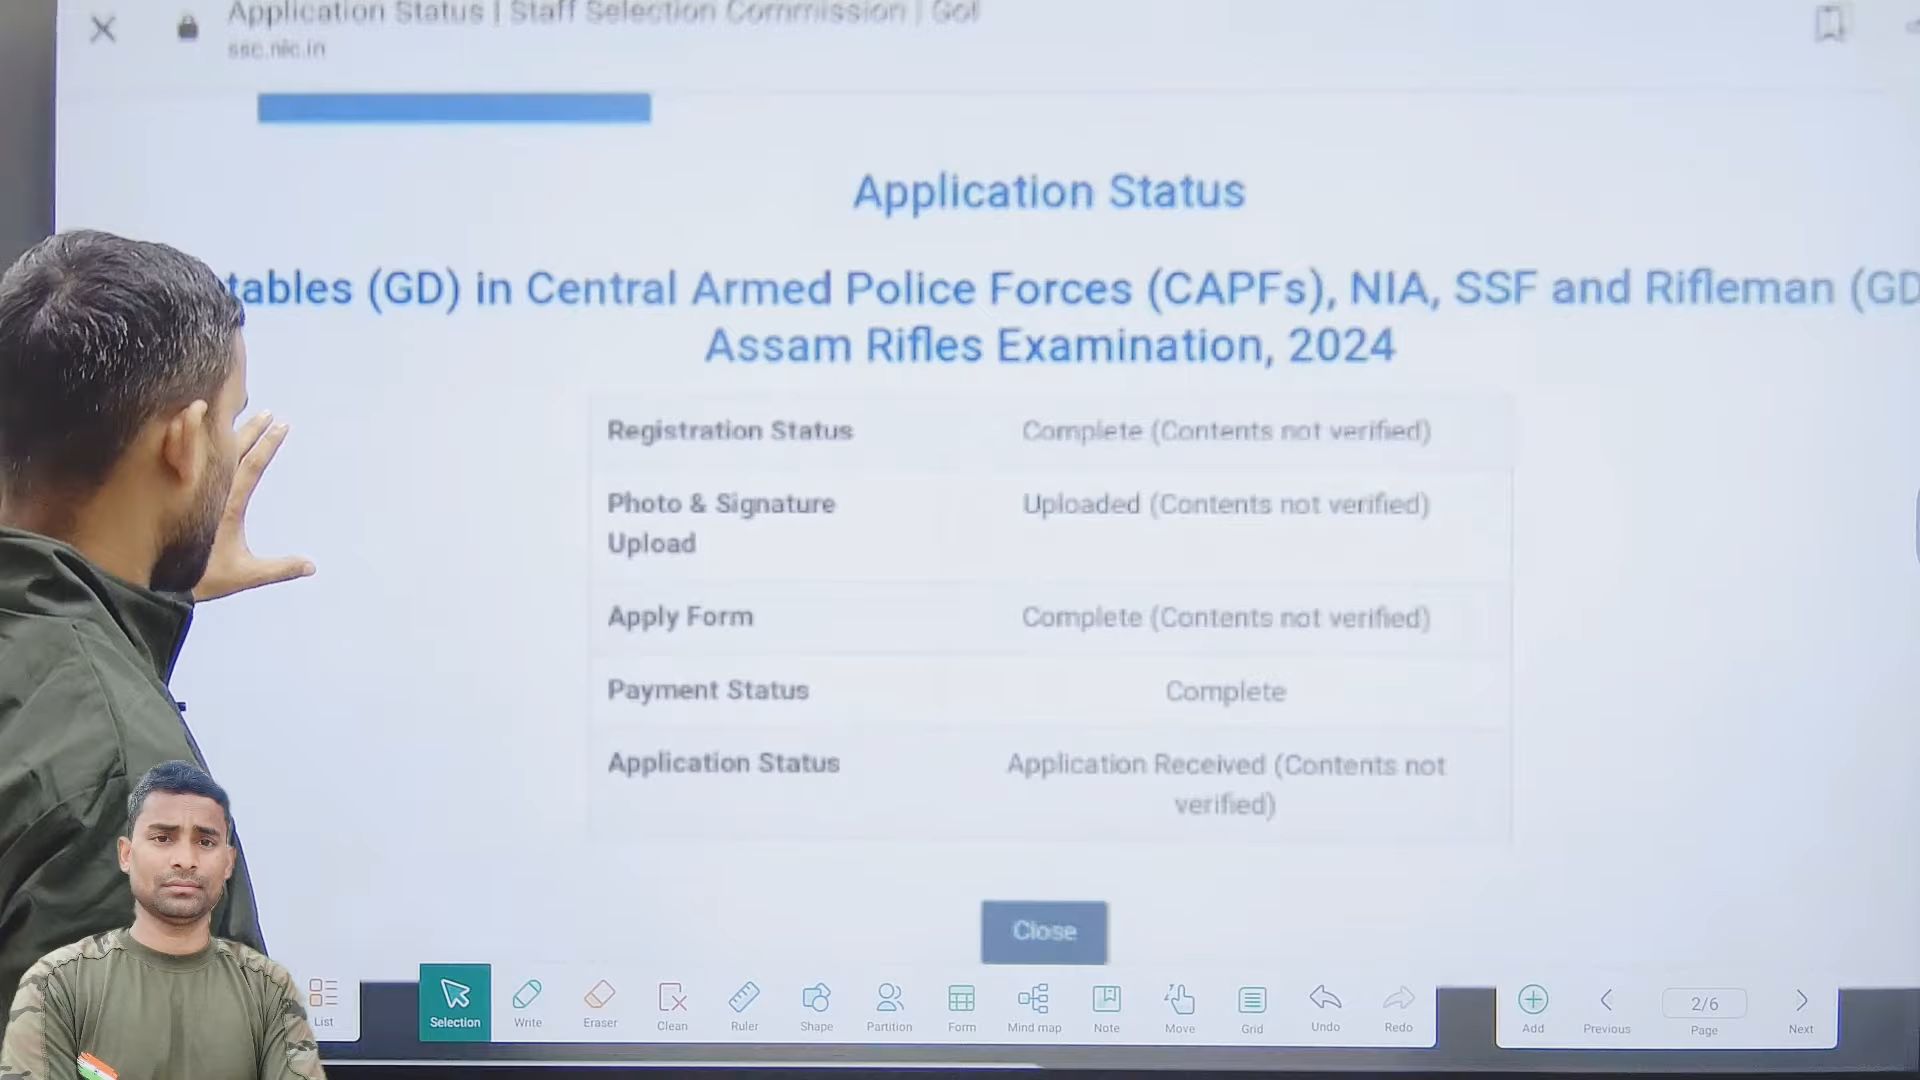 Application Status | Staff Selection Commission | GoI
ssc.nic.in
Application Status
tables (GD) in Central Armed Police Forces (CAPFs), NIA, SSF and Rifleman (GD
Assam Rifles Examination, 2024
Registration Status Complete (Contents not verified)
Photo & Signature Upload Uploaded (Contents not verified)
Apply Form Complete (Contents not verified)
Payment Status Complete
Application Status Application Received (Contents not verified)
Close
List Selection Write Eraser Clean Ruler Shape Partition Form Mind map Note Move Grid Undo Redo Add Previous 2/6 Page Next